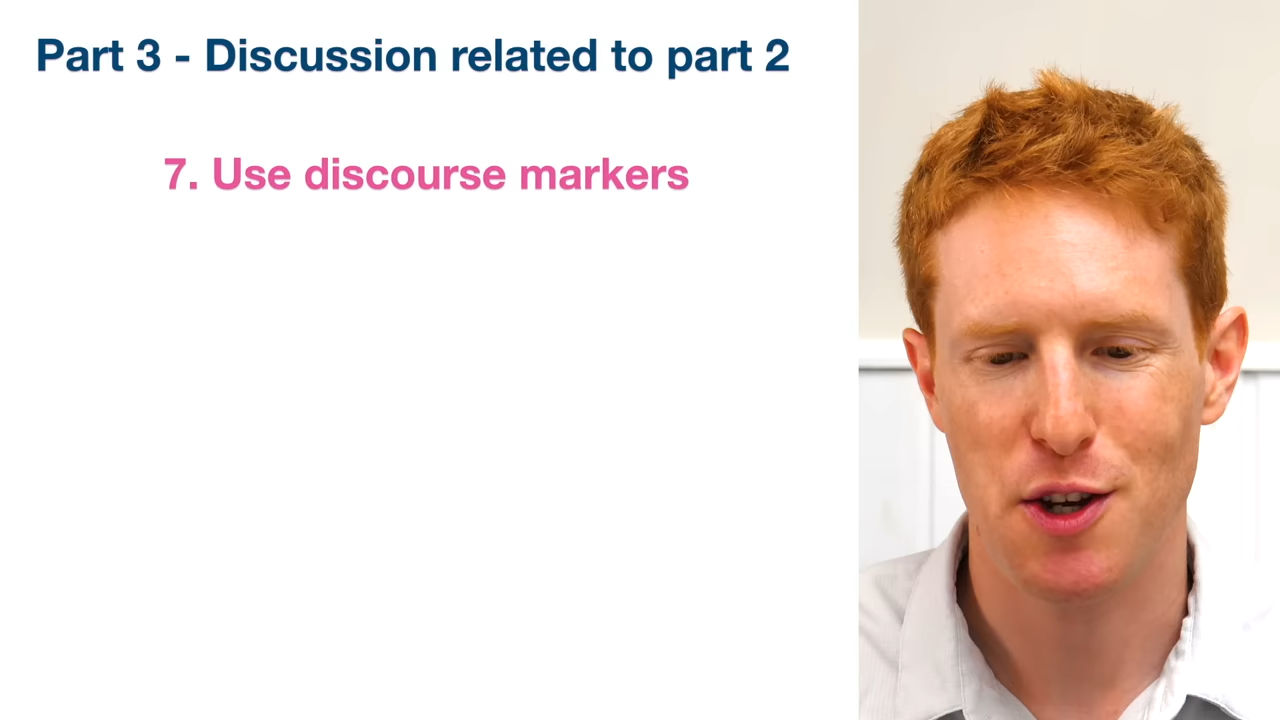 Part 3 - Discussion related to part 2
7. Use discourse markers